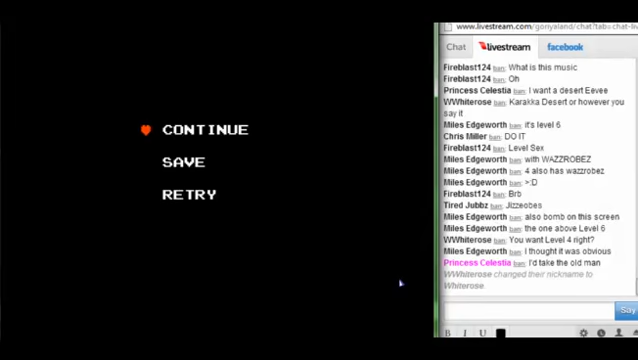 CONTINUE
SAVE
RETRY
www.livestream.com/goriyaland/chat?tab=chat-li
Chat
livestream
facebook
Fireblast124 ban: What is this music
Fireblast124 ban: Oh
Princess Celestia ban: I want a desert Eevee
WWhiterose ban: Karakka Desert or however you
say it
Miles Edgeworth ban: it's level 6
Chris Miller ban: DO IT
Fireblast124 ban: Level Sex
Miles Edgeworth ban: with WAZZROBEZ
Miles Edgeworth ban: 4 also has wazzrobez
Miles Edgeworth ban: >:D
Fireblast124 ban: Brb
Tired Jubbz ban: Jizzeobes
Miles Edgeworth ban: also bomb on this screen
Miles Edgeworth ban: the one above Level 6
WWhiterose ban: You want Level 4 right?
Miles Edgeworth ban: I thought it was obvious
Princess Celestia ban: I'd take the old man
WWhiterose changed their nickname to
Whiterose.
Say
B I U